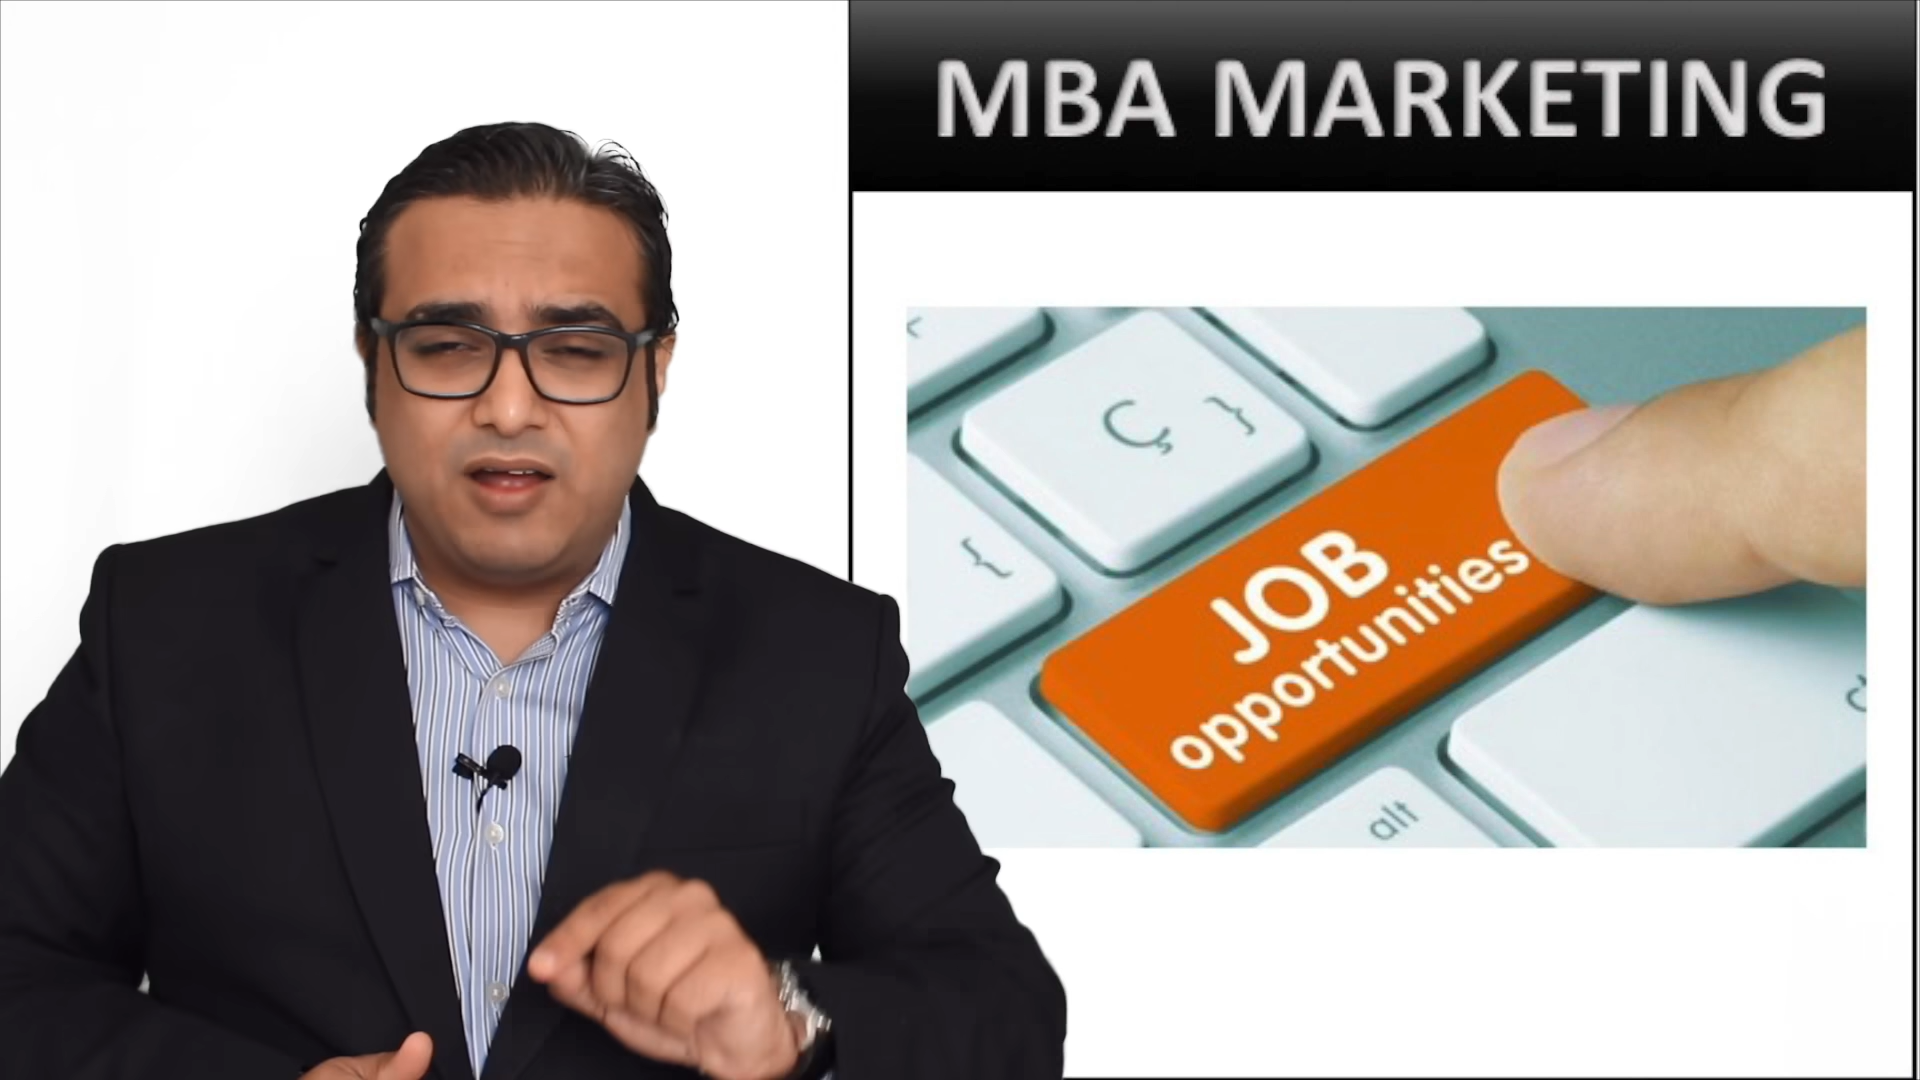 MBA MARKETING
Ç }
{
JOB
opportunities
alt